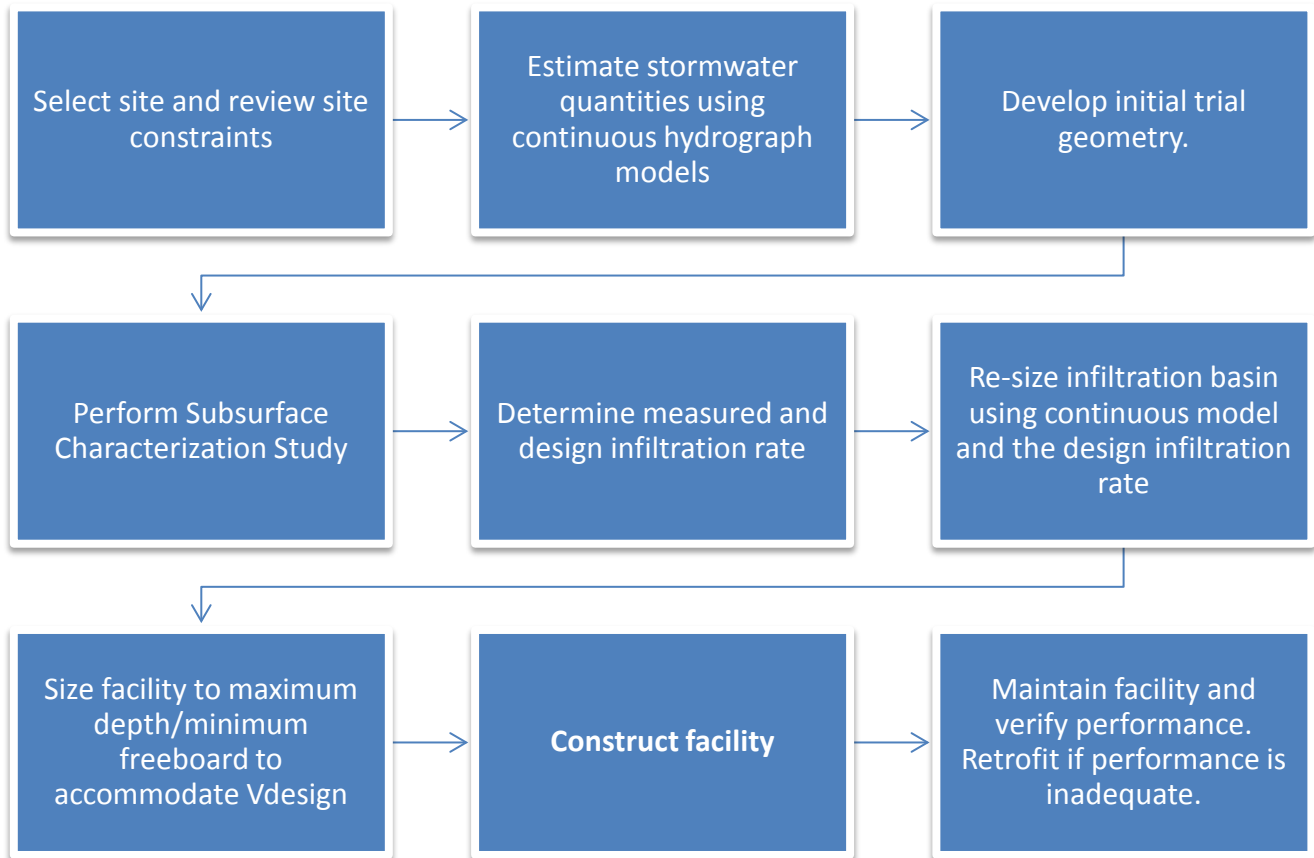 Select site and review site
constraints
Estimate stormwater
quantities using
continuous hydrograph
models
Develop initial trial
geometry.
Perform Subsurface
Characterization Study
Determine measured and
design infiltration rate
Re-size infiltration basin
using continuous model
and the design infiltration
rate
Size facility to maximum
depth/minimum
freeboard to
accommodate Vdesign
Construct facility
Maintain facility and
verify performance.
Retrofit if performance is
inadequate.